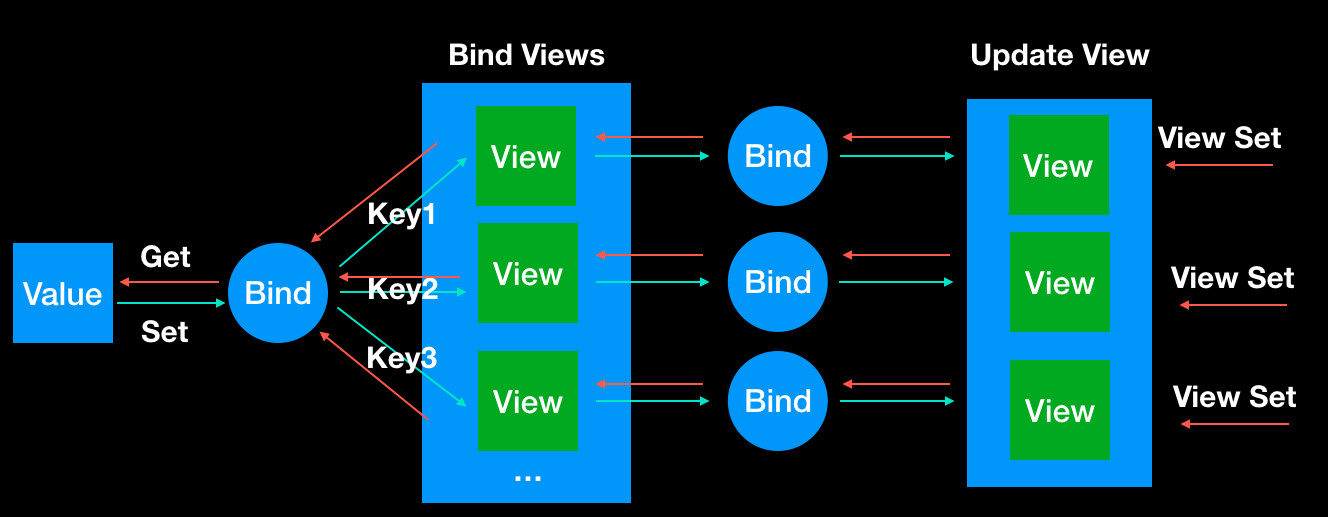 Bind Views
Update View
View
Bind
View
View Set
Key1
Get
Value
Set
Bind
Key2
View
Bind
View
View Set
Key3
View
Bind
View
View Set
...